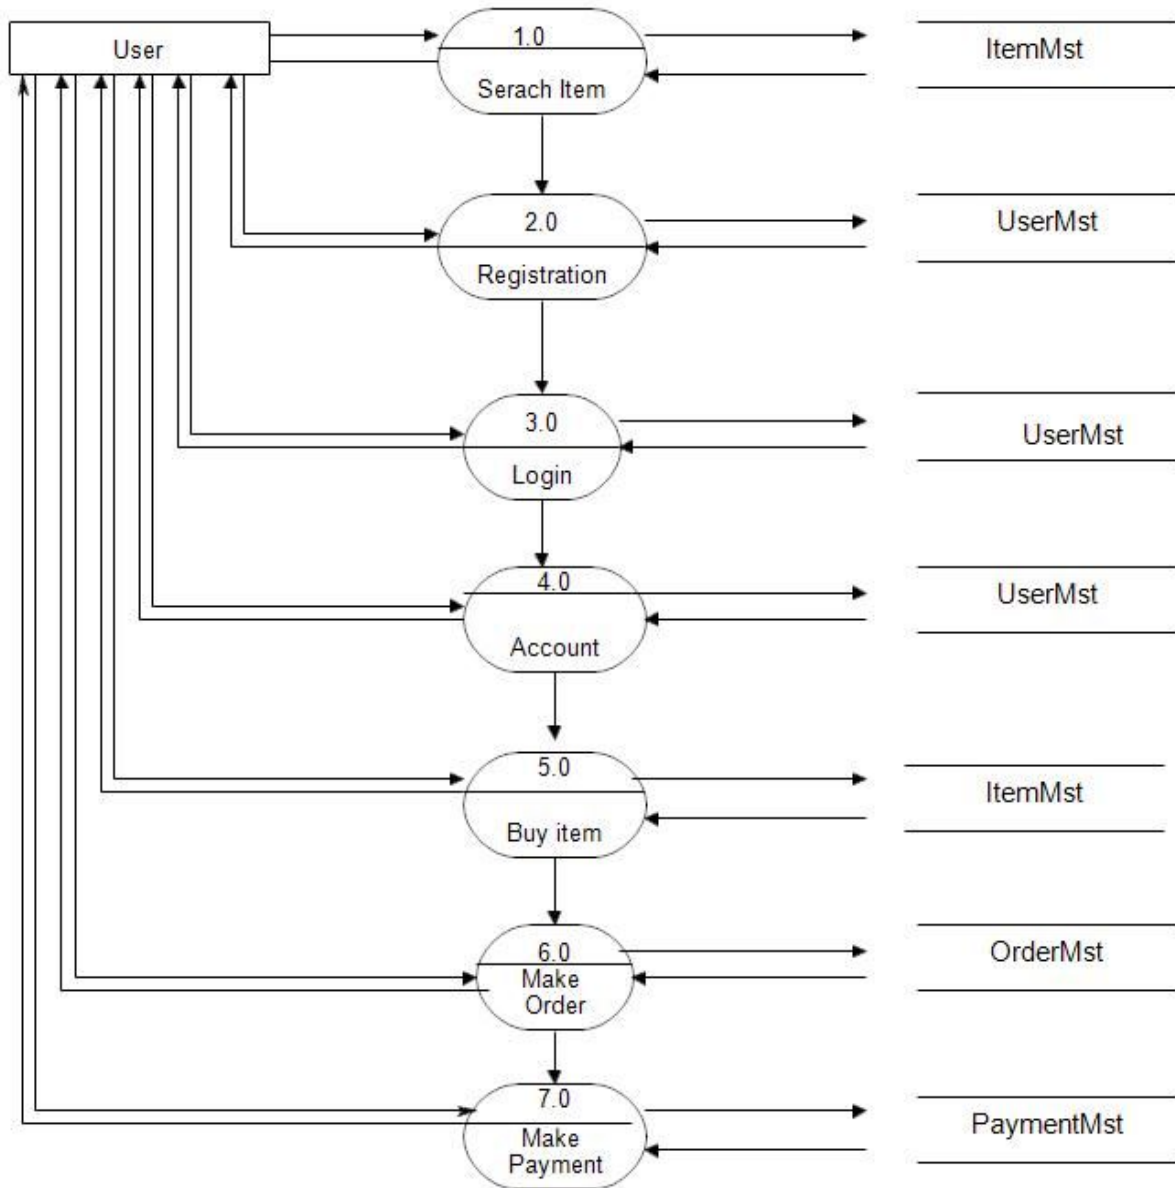 User
1.0
Serach Item
ItemMst
2.0
Registration
UserMst
3.0
Login
UserMst
4.0
Account
UserMst
5.0
Buy item
ItemMst
6.0
Make
Order
OrderMst
7.0
Make
Payment
PaymentMst